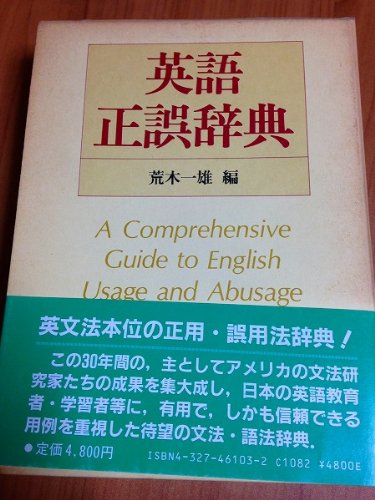 英語
正誤辞典
荒木一雄 編
A Comprehensive
Guide to English
Usage and Abusage
英文法本位の正用・誤用法辞典!
この30年間の，主としてアメリカの文法研
究家たちの成果を集大成し，日本の英語教育
者・学習者等に，有用で，しかも信頼できる
用例を重視した待望の文法・語法辞典．
●定価4,800円
ISBN4-327-46103-2 C1082 ¥4800E